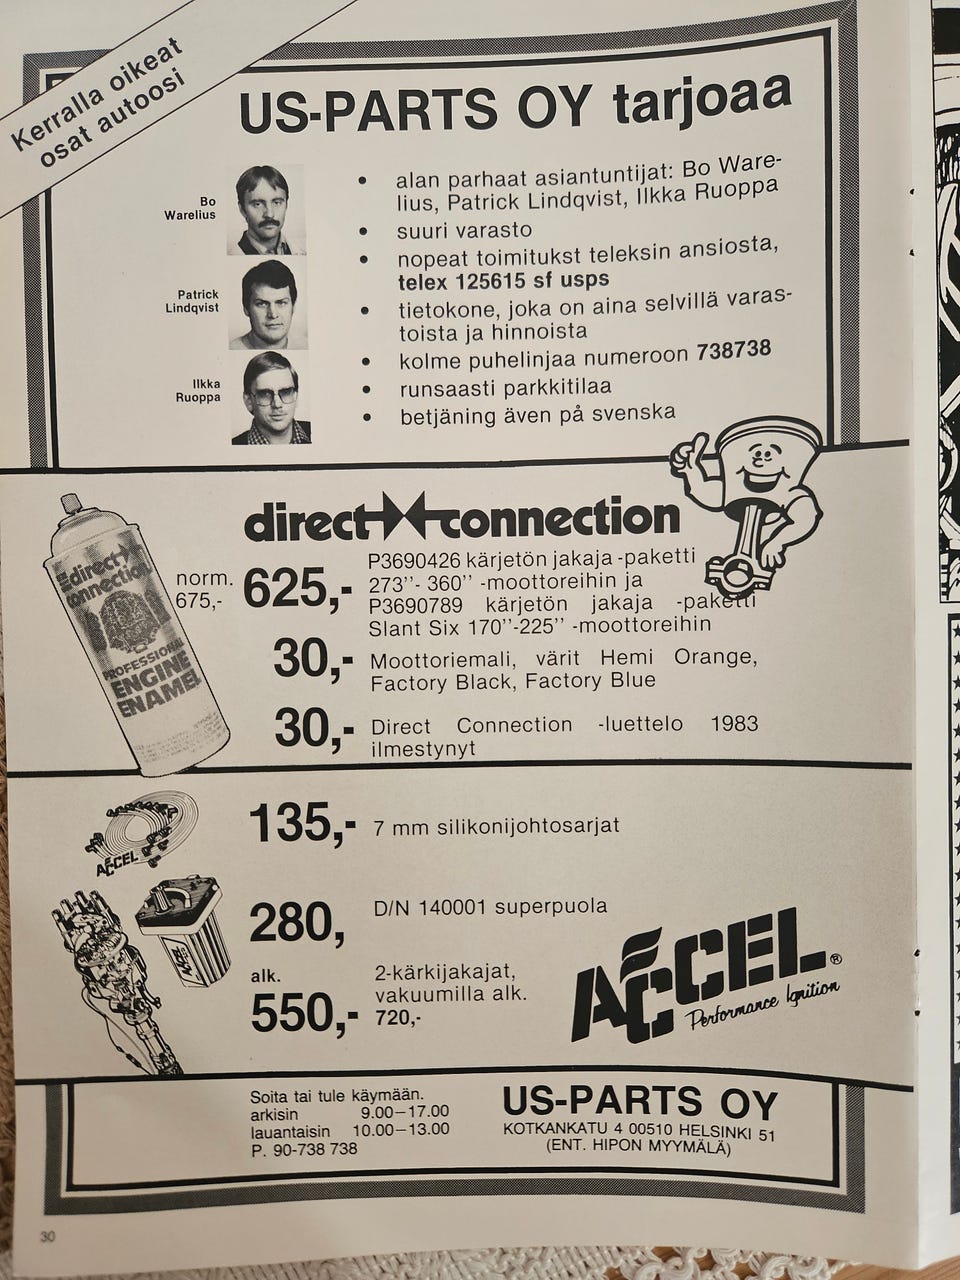 Kerralla oikeat
osat autoosi
US-PARTS OY tarjoaa
Bo
Warelius
Patrick
Lindqvist
Ilkka
Ruoppa
• alan parhaat asiantuntijat: Bo Ware-
lius, Patrick Lindqvist, Ilkka Ruoppa
• suuri varasto
• nopeat toimitukst teleksin ansiosta,
telex 125615 sf usps
• tietokone, joka on aina selvillä varas-
toista ja hinnoista
• kolme puhelinjaa numeroon 738738
• runsaasti parkkitilaa
• betjäning även på svenska
direct connection
direct
connection
PROFESSIONAL
ENGINE
ENAMEL
norm.
675,-
625,-
P3690426 kärjetön jakaja -paketti
273''- 360'' -moottoreihin ja
P3690789 kärjetön jakaja -paketti
Slant Six 170''-225'' -moottoreihin
30,-
Moottoriemali, värit Hemi Orange,
Factory Black, Factory Blue
30,-
Direct Connection -luettelo 1983
ilmestynyt
ACCEL
135,-
7 mm silikonijohtosarjat
ACCEL
280,
D/N 140001 superpuola
alk.
550,-
2-kärkijakajat,
vakuumilla alk.
720,-
ACCEL®
Performance Ignition
Soita tai tule käymään.
arkisin 9.00–17.00
lauantaisin 10.00–13.00
P. 90-738 738
US-PARTS OY
KOTKANKATU 4 00510 HELSINKI 51
(ENT. HIPON MYYMÄLÄ)
30